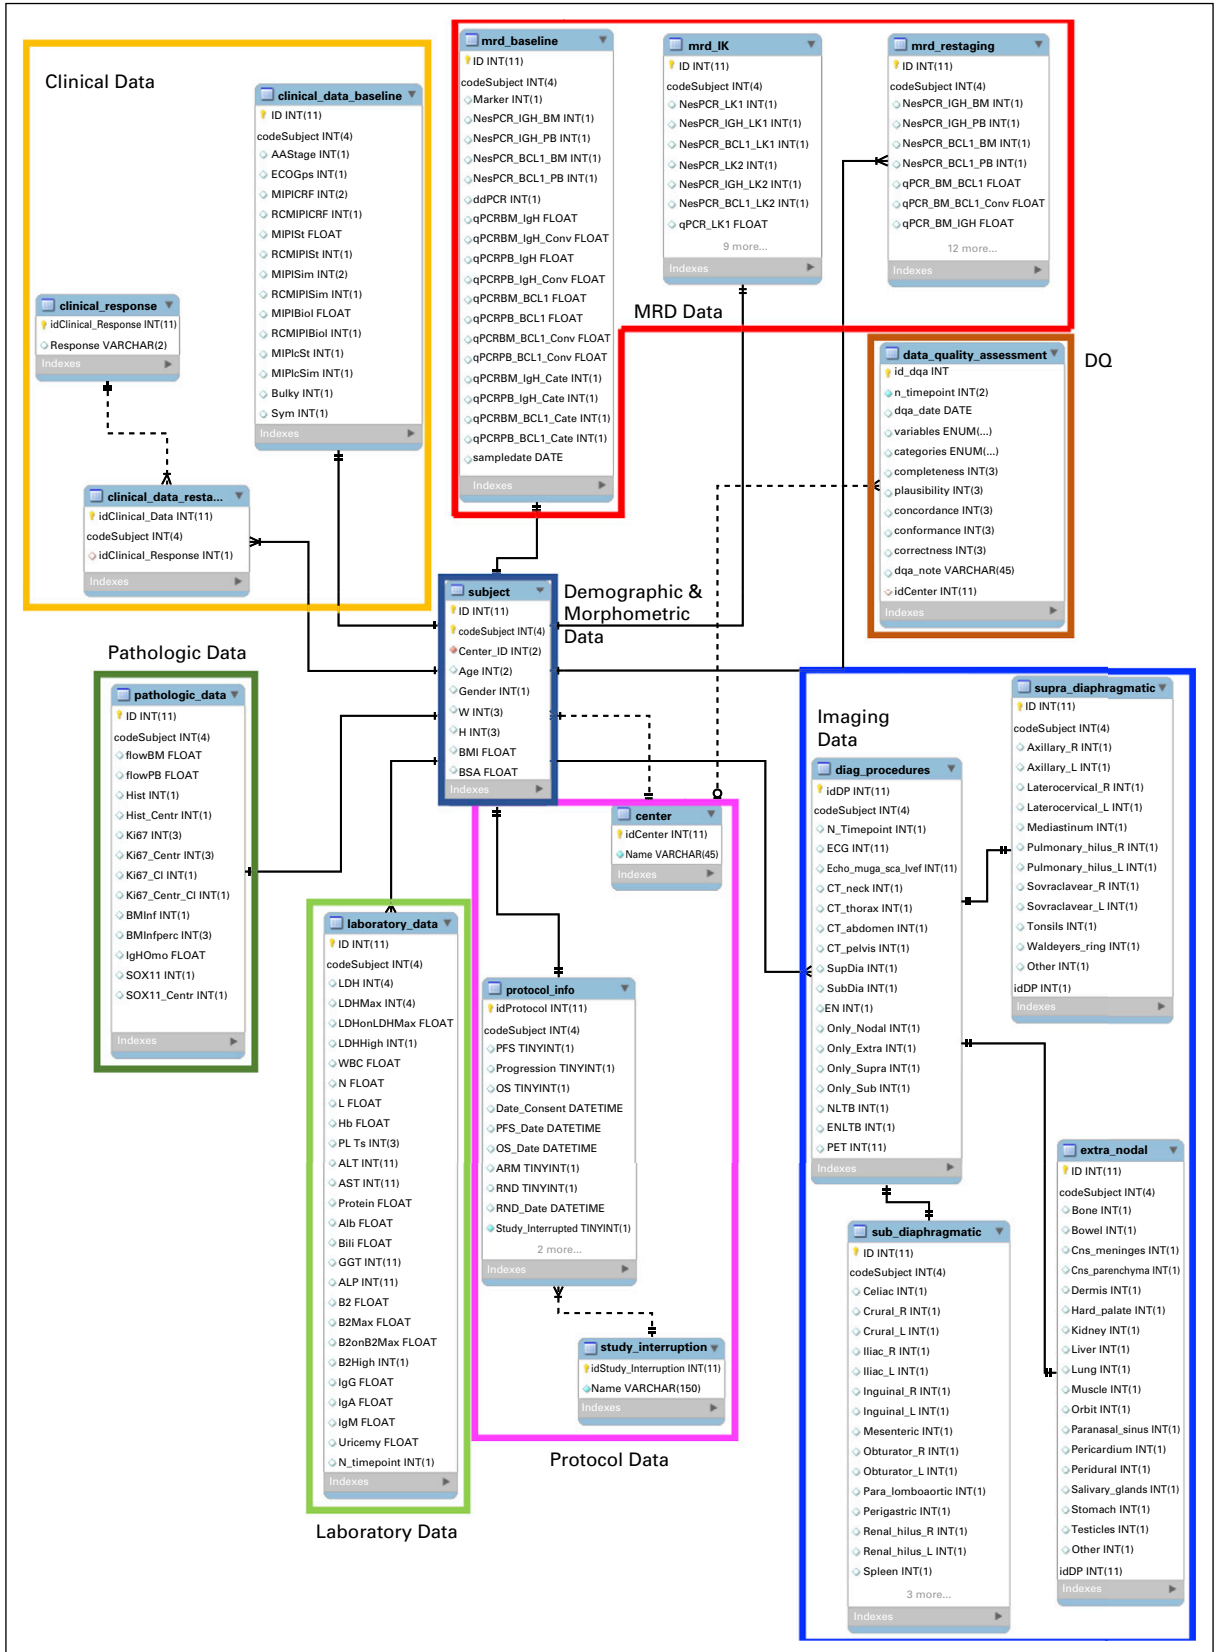 Clinical Data
clinical_data_baseline
ID INT(11)
codeSubject INT(4)
AAStage INT(1)
ECOGps INT(1)
MIPICRF INT(2)
RCMIPICRF INT(1)
MIPISt FLOAT
RCMIPISt INT(1)
MIPISim INT(2)
RCMIPISim INT(1)
MIPIBiol FLOAT
RCMIPIBiol INT(1)
MIPIcSt INT(1)
MIPIcSim INT(1)
Bulky INT(1)
Sym INT(1)
Indexes
clinical_response
idClinical_Response INT(11)
Response VARCHAR(2)
Indexes
clinical_data_resta...
idClinical_Data INT(11)
codeSubject INT(4)
idClinical_Response INT(1)
Indexes
mrd_baseline
ID INT(11)
codeSubject INT(4)
Marker INT(1)
NesPCR_IGH_BM INT(1)
NesPCR_IGH_PB INT(1)
NesPCR_BCL1_BM INT(1)
NesPCR_BCL1_PB INT(1)
ddPCR INT(1)
qPCRBM_IgH FLOAT
qPCRBM_IgH_Conv FLOAT
qPCRPB_IgH FLOAT
qPCRPB_IgH_Conv FLOAT
qPCRBM_BCL1 FLOAT
qPCRPB_BCL1 FLOAT
qPCRBM_BCL1_Conv FLOAT
qPCRPB_BCL1_Conv FLOAT
qPCRBM_IgH_Cate INT(1)
qPCRPB_IgH_Cate INT(1)
qPCRBM_BCL1_Cate INT(1)
qPCRPB_BCL1_Cate INT(1)
sampledate DATE
Indexes
mrd_IK
ID INT(11)
codeSubject INT(4)
NesPCR_LK1 INT(1)
NesPCR_IGH_LK1 INT(1)
NesPCR_BCL1_LK1 INT(1)
NesPCR_LK2 INT(1)
NesPCR_IGH_LK2 INT(1)
NesPCR_BCL1_LK2 INT(1)
qPCR_LK1 FLOAT
9 more...
Indexes
mrd_restaging
ID INT(11)
codeSubject INT(4)
NesPCR_IGH_BM INT(1)
NesPCR_IGH_PB INT(1)
NesPCR_BCL1_BM INT(1)
NesPCR_BCL1_PB INT(1)
qPCR_BM_BCL1 FLOAT
qPCR_BM_BCL1_Conv FLOAT
qPCR_BM_IGH FLOAT
12 more...
Indexes
MRD Data
data_quality_assessment
id_dqa INT
n_timepoint INT(2)
dqa_date DATE
variables ENUM(...)
categories ENUM(...)
completeness INT(3)
plausibility INT(3)
concordance INT(3)
conformance INT(3)
correctness INT(3)
dqa_note VARCHAR(45)
idCenter INT(11)
Indexes
DQ
subject
ID INT(11)
codeSubject INT(4)
Center_ID INT(2)
Age INT(2)
Gender INT(1)
W INT(3)
H INT(3)
BMI FLOAT
BSA FLOAT
Indexes
Demographic &
Morphometric
Data
Pathologic Data
pathologic_data
ID INT(11)
codeSubject INT(4)
flowBM FLOAT
flowPB FLOAT
Hist INT(1)
Hist_Centr INT(1)
Ki67 INT(3)
Ki67_Centr INT(3)
Ki67_Cl INT(1)
Ki67_Centr_Cl INT(1)
BMInf INT(1)
BMInfperc INT(3)
IgHOmo FLOAT
SOX11 INT(1)
SOX11_Centr INT(1)
Indexes
laboratory_data
ID INT(11)
codeSubject INT(4)
LDH INT(4)
LDHMax INT(4)
LDHonLDHMax FLOAT
LDHHigh INT(1)
WBC FLOAT
N FLOAT
L FLOAT
Hb FLOAT
PL Ts INT(3)
ALT INT(11)
AST INT(11)
Protein FLOAT
Alb FLOAT
Bili FLOAT
GGT INT(11)
ALP INT(11)
B2 FLOAT
B2Max FLOAT
B2onB2Max FLOAT
B2High INT(1)
IgG FLOAT
IgA FLOAT
IgM FLOAT
Uricemy FLOAT
N_timepoint INT(1)
Indexes
Laboratory Data
center
idCenter INT(11)
Name VARCHAR(45)
Indexes
protocol_info
idProtocol INT(11)
codeSubject INT(4)
PFS TINYINT(1)
Progression TINYINT(1)
OS TINYINT(1)
Date_Consent DATETIME
PFS_Date DATETIME
OS_Date DATETIME
ARM TINYINT(1)
RND TINYINT(1)
RND_Date DATETIME
Study_Interrupted TINYINT(1)
2 more...
Indexes
study_interruption
idStudy_Interruption INT(11)
Name VARCHAR(150)
Indexes
Protocol Data
Imaging
Data
diag_procedures
idDP INT(11)
codeSubject INT(4)
N_Timepoint INT(1)
ECG INT(11)
Echo_muga_sca_lvef INT(11)
CT_neck INT(1)
CT_thorax INT(1)
CT_abdomen INT(1)
CT_pelvis INT(1)
SupDia INT(1)
SubDia INT(1)
EN INT(1)
Only_Nodal INT(1)
Only_Extra INT(1)
Only_Supra INT(1)
Only_Sub INT(1)
NLTB INT(1)
ENLTB INT(1)
PET INT(11)
Indexes
supra_diaphragmatic
ID INT(11)
codeSubject INT(4)
Axillary_R INT(1)
Axillary_L INT(1)
Laterocervical_R INT(1)
Laterocervical_L INT(1)
Mediastinum INT(1)
Pulmonary_hilus_R INT(1)
Pulmonary_hilus_L INT(1)
Sovraclavear_R INT(1)
Sovraclavear_L INT(1)
Tonsils INT(1)
Waldeyers_ring INT(1)
Other INT(1)
idDP INT(1)
Indexes
sub_diaphragmatic
ID INT(11)
codeSubject INT(4)
Celiac INT(1)
Crural_R INT(1)
Crural_L INT(1)
Iliac_R INT(1)
Iliac_L INT(1)
Inguinal_R INT(1)
Inguinal_L INT(1)
Mesenteric INT(1)
Obturator_R INT(1)
Obturator_L INT(1)
Para_lomboaortic INT(1)
Perigastric INT(1)
Renal_hilus_R INT(1)
Renal_hilus_L INT(1)
Spleen INT(1)
3 more...
Indexes
extra_nodal
ID INT(11)
codeSubject INT(4)
Bone INT(1)
Bowel INT(1)
Cns_meninges INT(1)
Cns_parenchyma INT(1)
Dermis INT(1)
Hard_palate INT(1)
Kidney INT(1)
Liver INT(1)
Lung INT(1)
Muscle INT(1)
Orbit INT(1)
Paranasal_sinus INT(1)
Pericardium INT(1)
Peridural INT(1)
Salivary_glands INT(1)
Stomach INT(1)
Testicles INT(1)
Other INT(1)
idDP INT(11)
Indexes